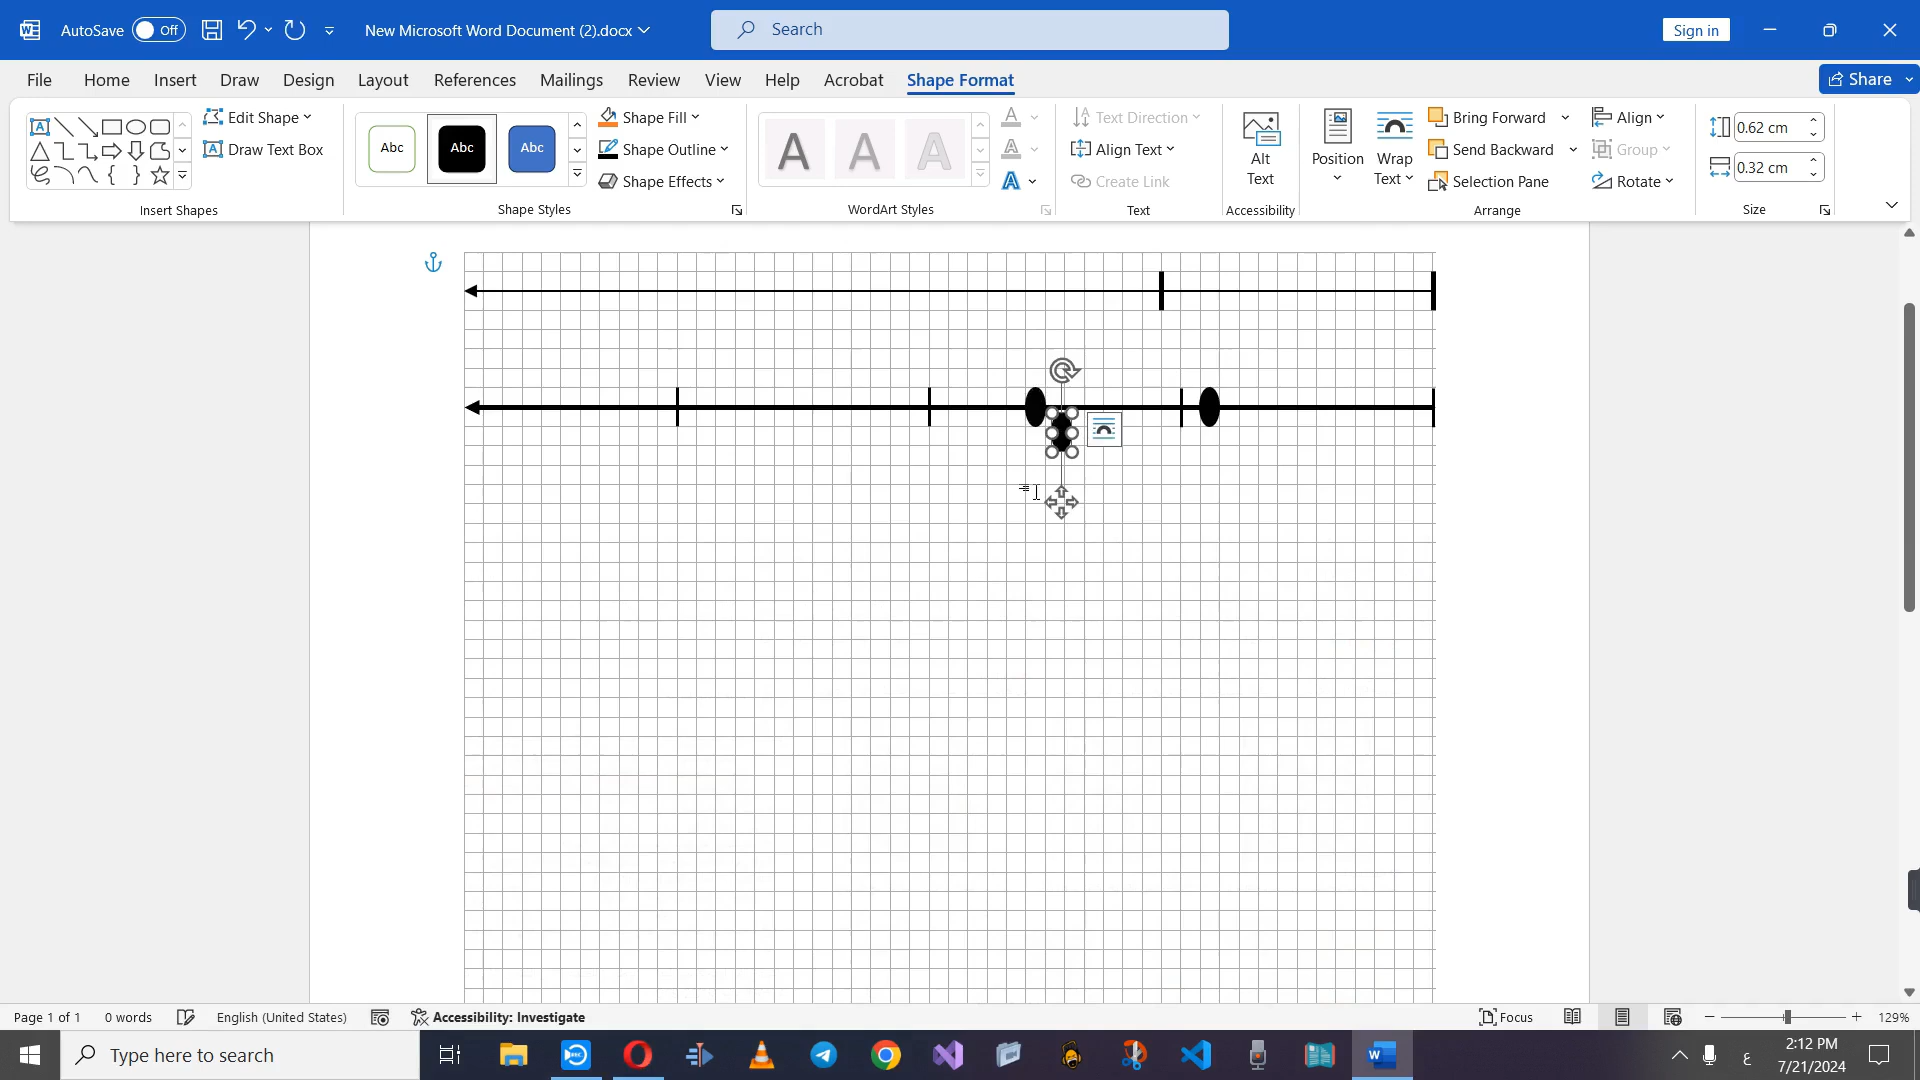 AutoSave Off New Microsoft Word Document (2).docx Search Sign in
File Home Insert Draw Design Layout References Mailings Review View Help Acrobat Shape Format Share
Edit Shape
Draw Text Box
Insert Shapes
Abc Abc Abc
Shape Fill
Shape Outline
Shape Effects
Shape Styles
A A A
WordArt Styles
A
A
A
Text Direction
Align Text
Create Link
Text
Alt
Text
Accessibility
Position
Wrap
Text
Bring Forward
Send Backward
Selection Pane
Align
Group
Rotate
Arrange
0.62 cm
0.32 cm
Size
Page 1 of 1 0 words English (United States) Accessibility: Investigate Focus 129%
Type here to search
ع
2:12 PM
7/21/2024